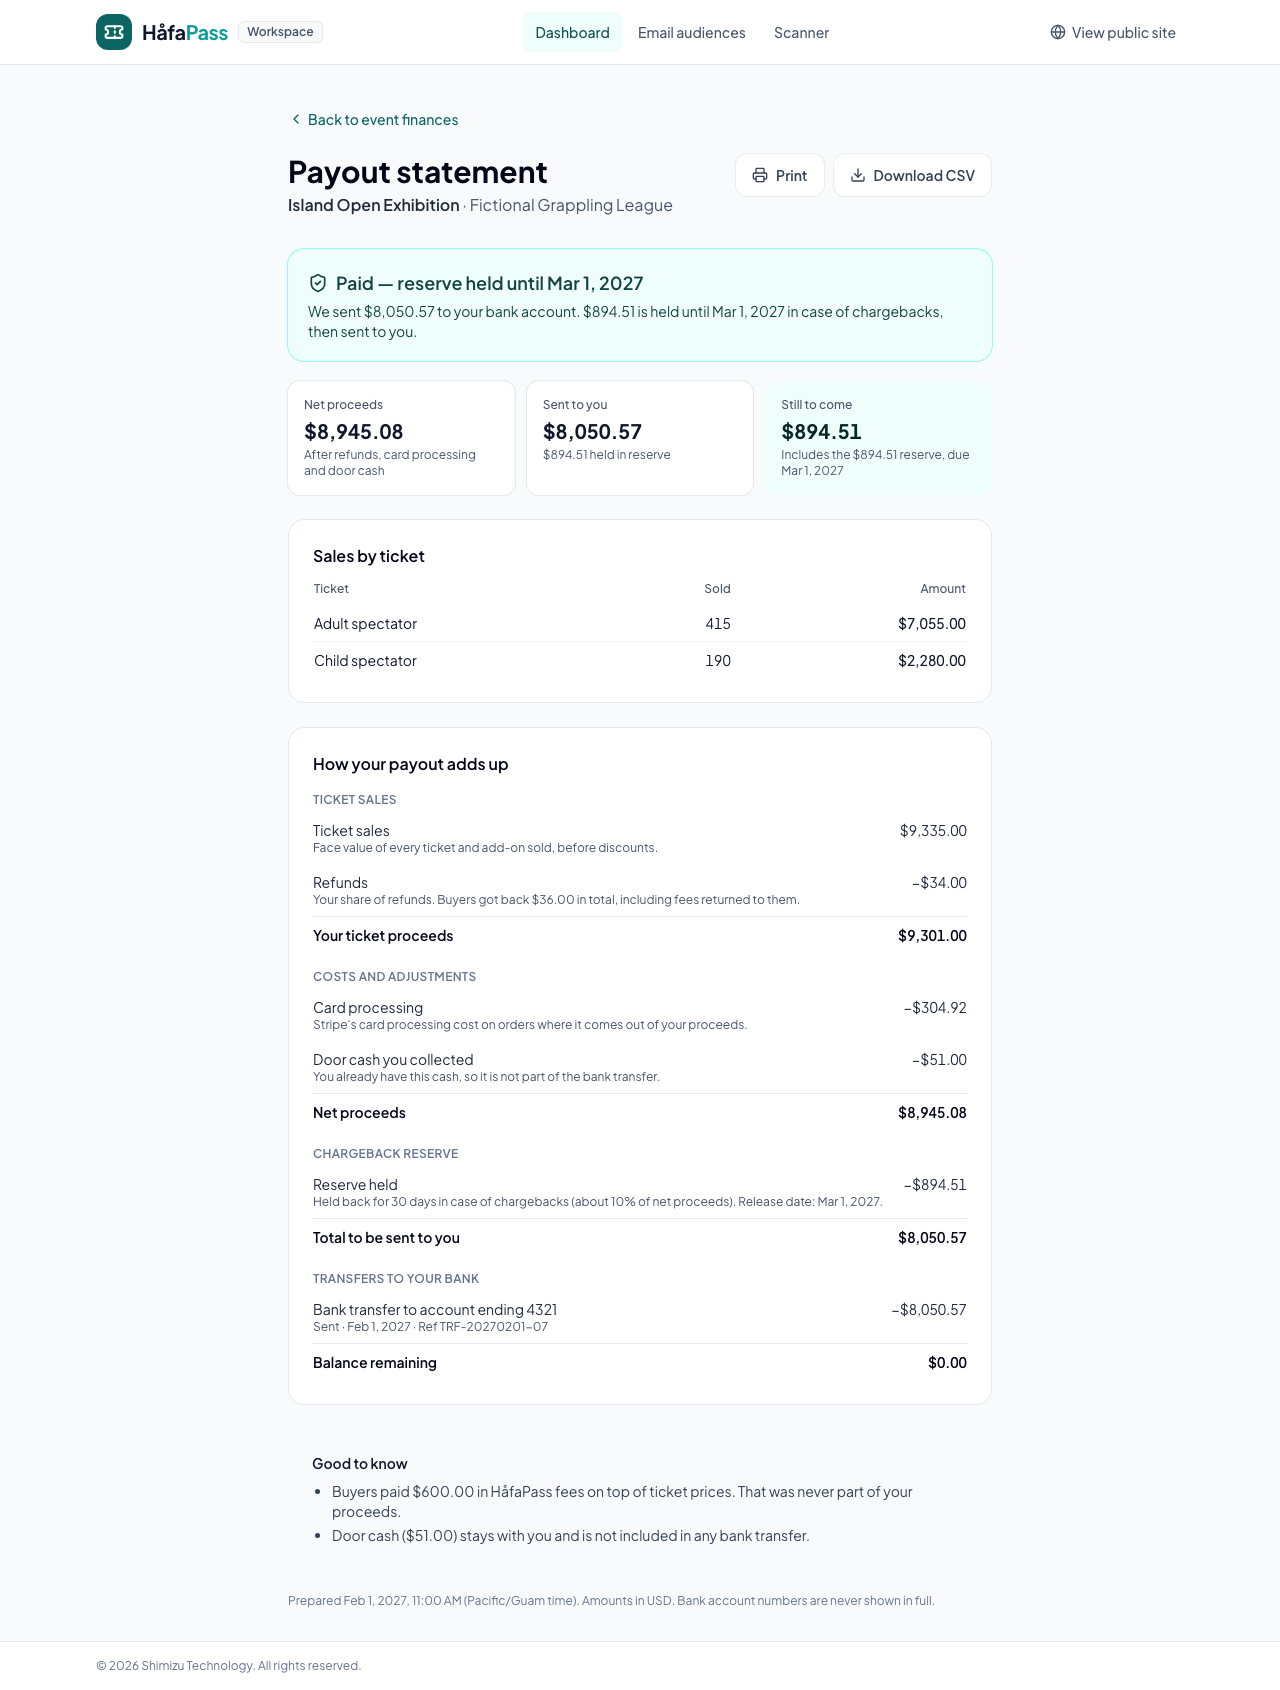 HåfaPass
Workspace
Dashboard
Email audiences
Scanner
View public site
Back to event finances
Payout statement
Print
Download CSV
Island Open Exhibition · Fictional Grappling League
Paid — reserve held until Mar 1, 2027
We sent $8,050.57 to your bank account. $894.51 is held until Mar 1, 2027 in case of chargebacks,
then sent to you.
Net proceeds
$8,945.08
After refunds, card processing
and door cash
Sent to you
$8,050.57
$894.51 held in reserve
Still to come
$894.51
Includes the $894.51 reserve, due
Mar 1, 2027
Sales by ticket
Ticket Sold Amount
Adult spectator 415 $7,055.00
Child spectator 190 $2,280.00
How your payout adds up
TICKET SALES
Ticket sales $9,335.00
Face value of every ticket and add-on sold, before discounts.
Refunds −$34.00
Your share of refunds. Buyers got back $36.00 in total, including fees returned to them.
Your ticket proceeds $9,301.00
COSTS AND ADJUSTMENTS
Card processing −$304.92
Stripe's card processing cost on orders where it comes out of your proceeds.
Door cash you collected −$51.00
You already have this cash, so it is not part of the bank transfer.
Net proceeds $8,945.08
CHARGEBACK RESERVE
Reserve held −$894.51
Held back for 30 days in case of chargebacks (about 10% of net proceeds). Release date: Mar 1, 2027.
Total to be sent to you $8,050.57
TRANSFERS TO YOUR BANK
Bank transfer to account ending 4321 −$8,050.57
Sent · Feb 1, 2027 · Ref TRF-20270201-07
Balance remaining $0.00
Good to know
• Buyers paid $600.00 in HåfaPass fees on top of ticket prices. That was never part of your
proceeds.
• Door cash ($51.00) stays with you and is not included in any bank transfer.
Prepared Feb 1, 2027, 11:00 AM (Pacific/Guam time). Amounts in USD. Bank account numbers are never shown in full.
© 2026 Shimizu Technology. All rights reserved.